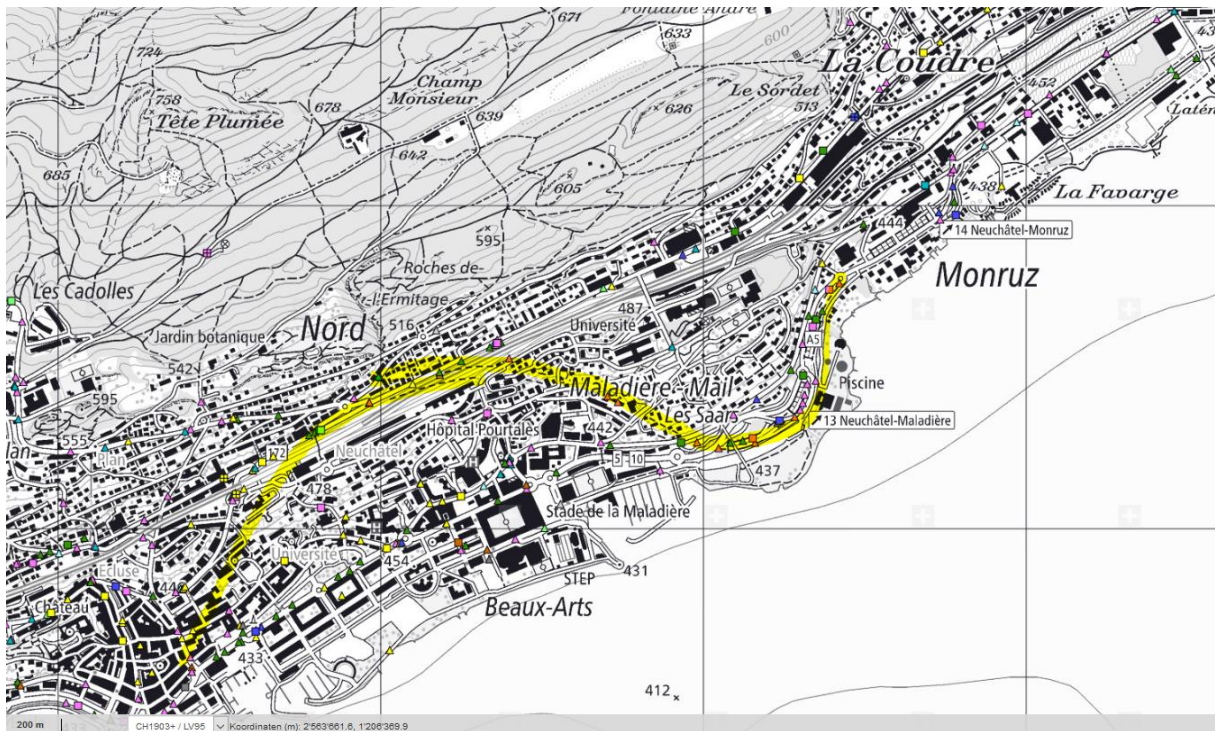 671
Fontaine André
633
600
724
La Coudre
452
Champ
Monsieur
678
639
Le Sordet
513
626
758
Tête Plumée
642
Latén
685
605
438
La Favarge
444
14 Neuchâtel-Monruz
595
Les Cadolles
Roches de-
-l'Ermitage
Monruz
487
Nord
516
Université
Jardin botanique
542
A5
595
Maladière - Mail
Piscine
Les Saar
13 Neuchâtel-Maladière
Hôpital Pourtalès
442
555
Plan
172
Neuchâtel
5
10
437
478
Stade de la Maladière
Université
454
Ecluse
STEP
431
Château
Beaux-Arts
433
412
200 m
CH1903+ / LV95
Koordinaten (m): 2'563'661.6, 1'206'369.9